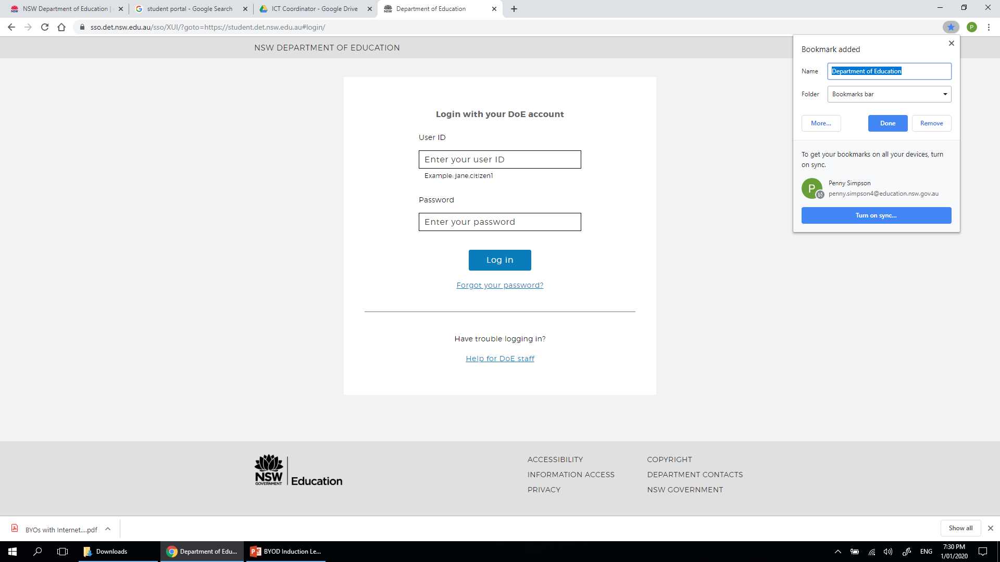 NSW Department of Education |
student portal - Google Search
ICT Coordinator - Google Drive
Department of Education
sso.det.nsw.edu.au/sso/XUI/?goto=https://student.det.nsw.edu.au#login/
P
NSW DEPARTMENT OF EDUCATION
Bookmark added
Name
Department of Education
Folder
Bookmarks bar
More...
Done
Remove
To get your bookmarks on all your devices, turn
on sync.
P
Penny Simpson
penny.simpson4@education.nsw.gov.au
Turn on sync...
Login with your DoE account
User ID
Enter your user ID
Example: jane.citizen1
Password
Enter your password
Log in
Forgot your password?
Have trouble logging in?
Help for DoE staff
NSW
GOVERNMENT
Education
ACCESSIBILITY
INFORMATION ACCESS
PRIVACY
COPYRIGHT
DEPARTMENT CONTACTS
NSW GOVERNMENT
BYOs with Internet....pdf
Show all
Downloads
Department of Edu...
BYOD Induction Le...
ENG
7:30 PM
1/01/2020